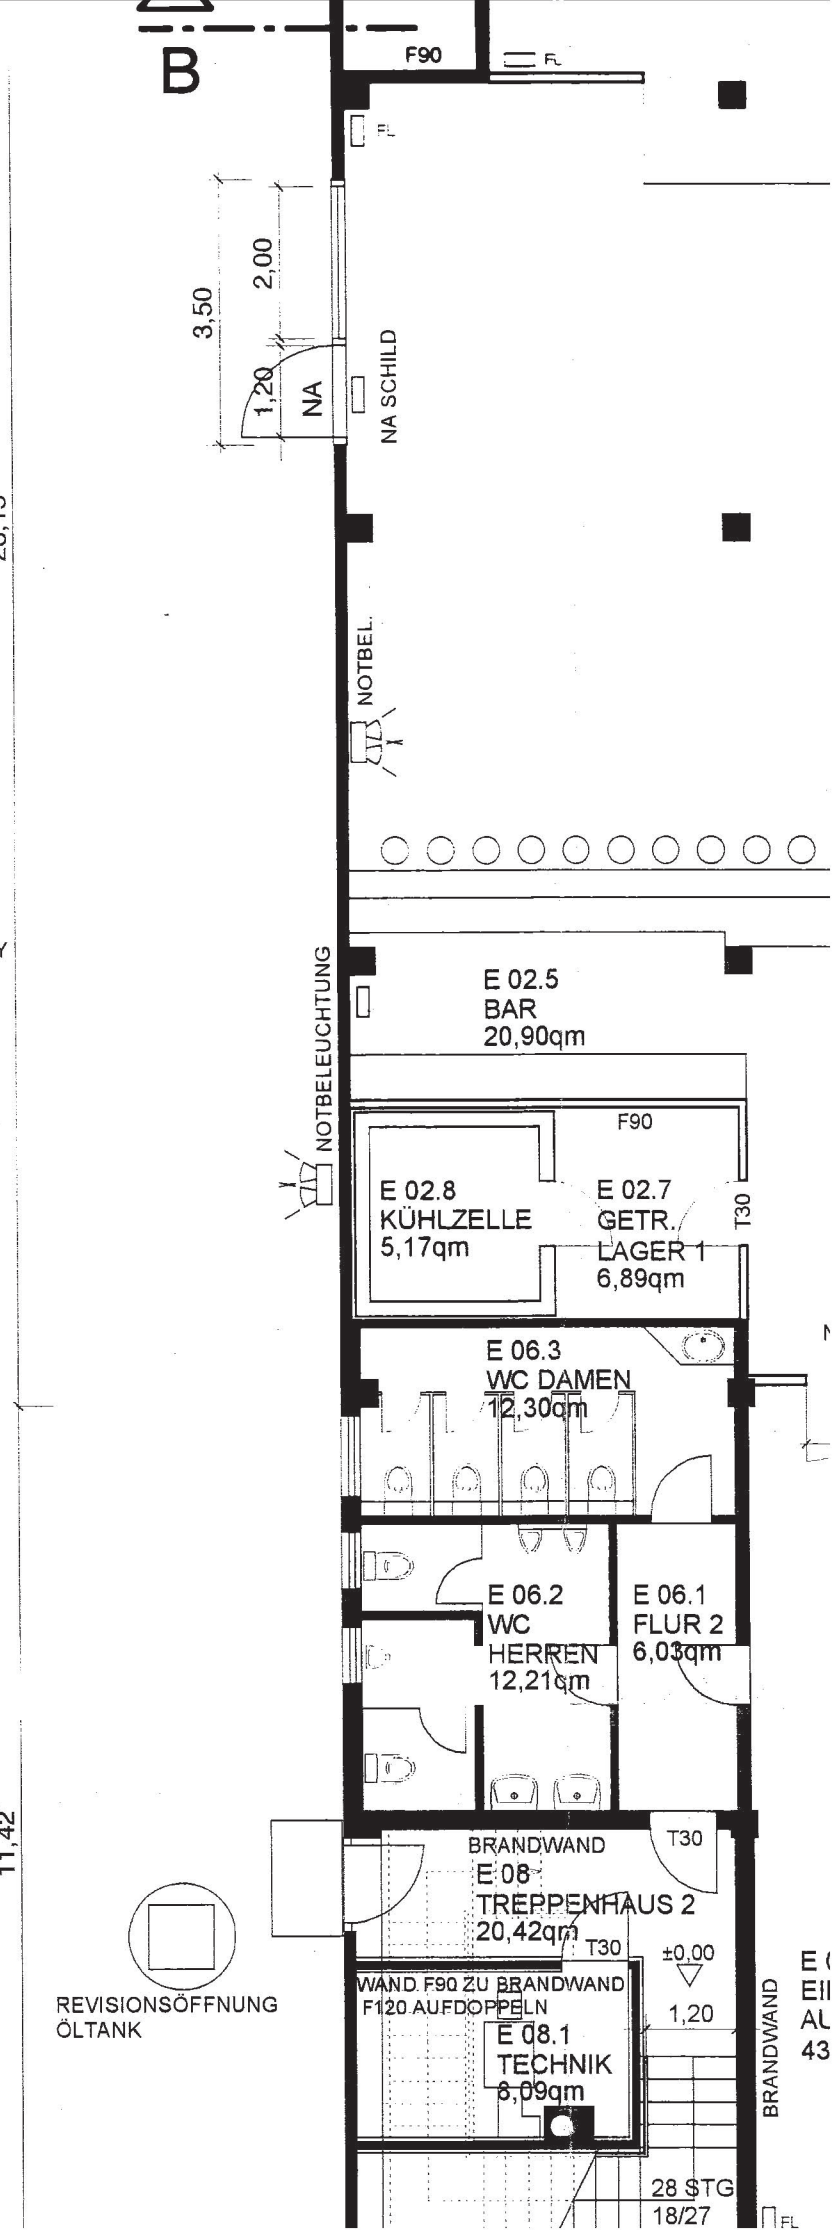 F90
FL
B
FL
2,00
3,50
1,20
NA
NA SCHILD
NOTBEL.
NOTBELEUCHTUNG
E 02.5
BAR
20,90qm
F90
E 02.8
KÜHLZELLE
5,17qm
E 02.7
GETR.
LAGER 1
6,89qm
T30
E 06.3
WC DAMEN
12,30qm
E 06.2
WC
HERREN
12,21qm
E 06.1
FLUR 2
6,03qm
11,42
BRANDWAND
T30
E 08
TREPPENHAUS 2
20,42qm
T30
±0,00
WAND F90 ZU BRANDWAND
F120 AUFDOPPELN
REVISIONSÖFFNUNG
ÖLTANK
1,20
E 08.1
TECHNIK
8,09qm
BRANDWAND
AU
43
28 STG
18/27
FL